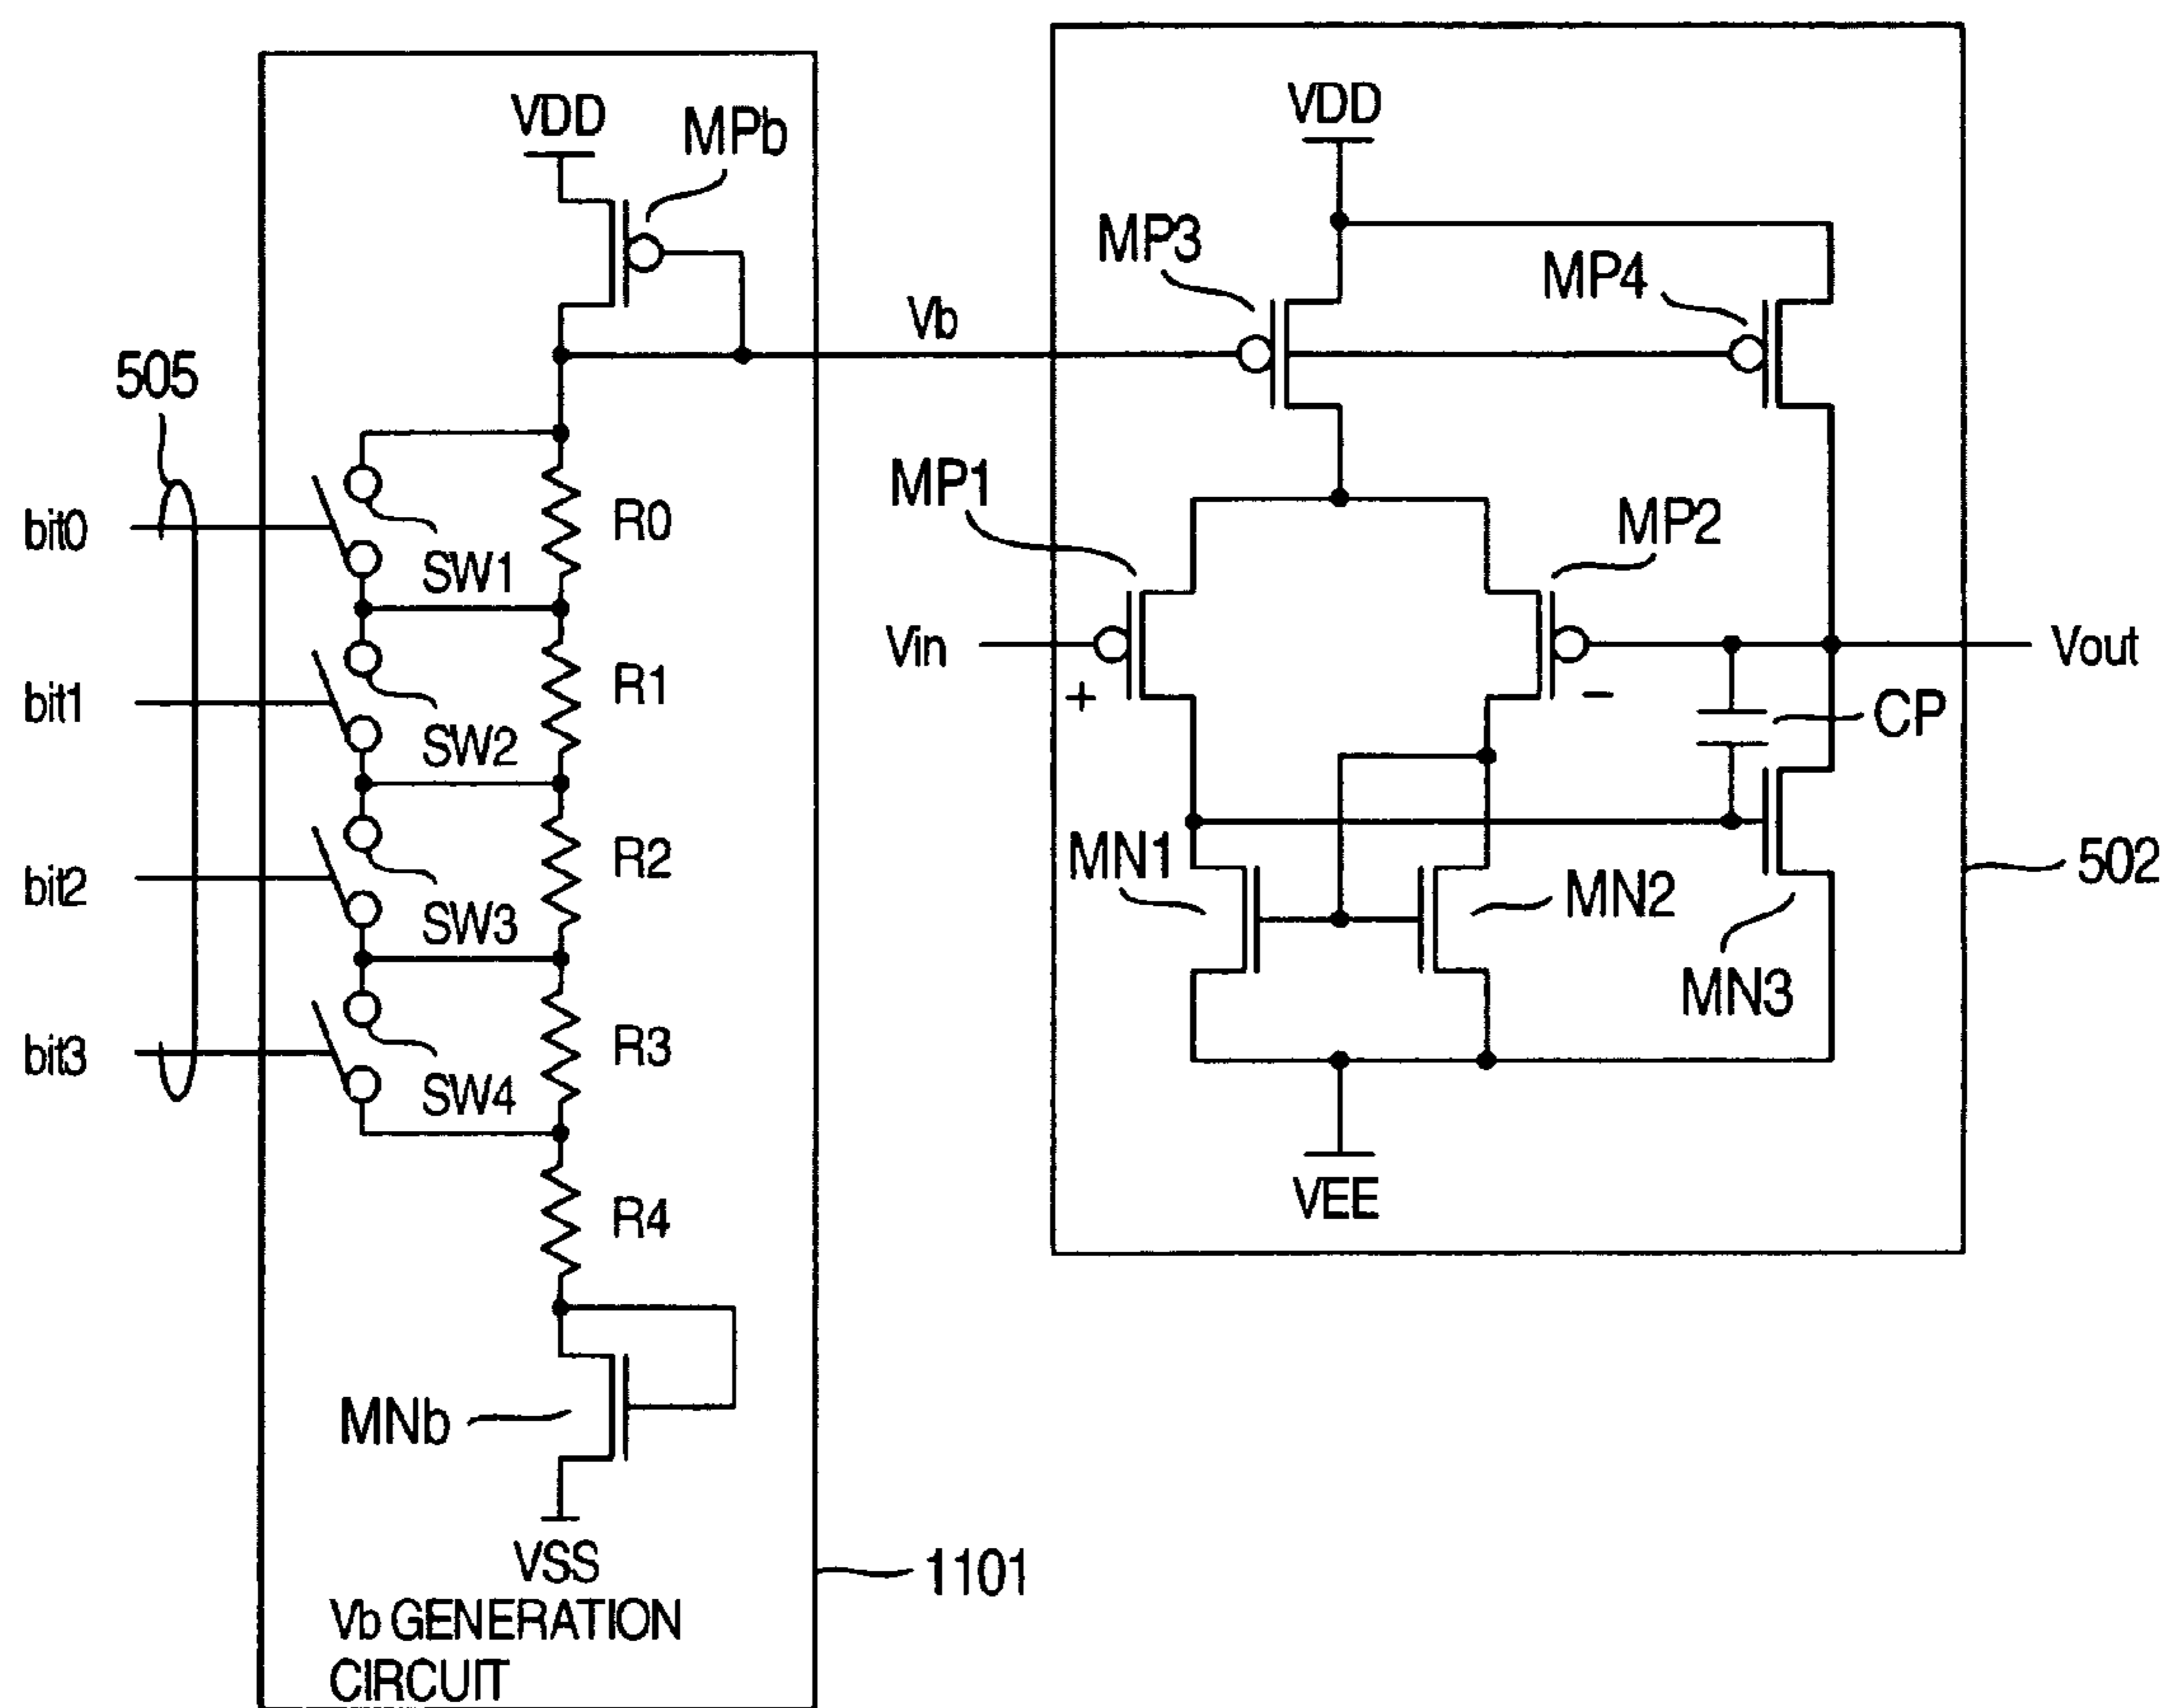 VDD
MPb
505
bit0
SW1
R0
bit1
SW2
R1
bit2
SW3
R2
bit3
SW4
R3
R4
MNb
VSS
Vb GENERATION
CIRCUIT
1101
Vb
VDD
MP3
MP4
MP1
MP2
Vin
+
−
Vout
CP
MN1
MN2
MN3
502
VEE